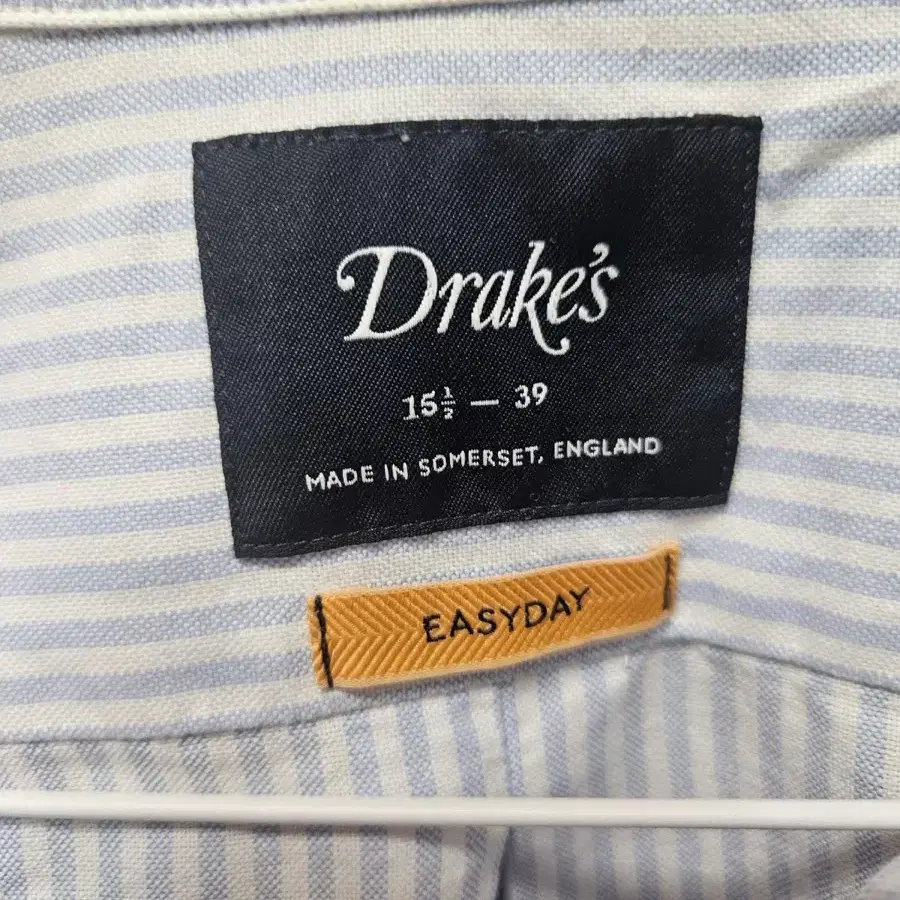 Drake's
15½ — 39
MADE IN SOMERSET, ENGLAND
EASYDAY